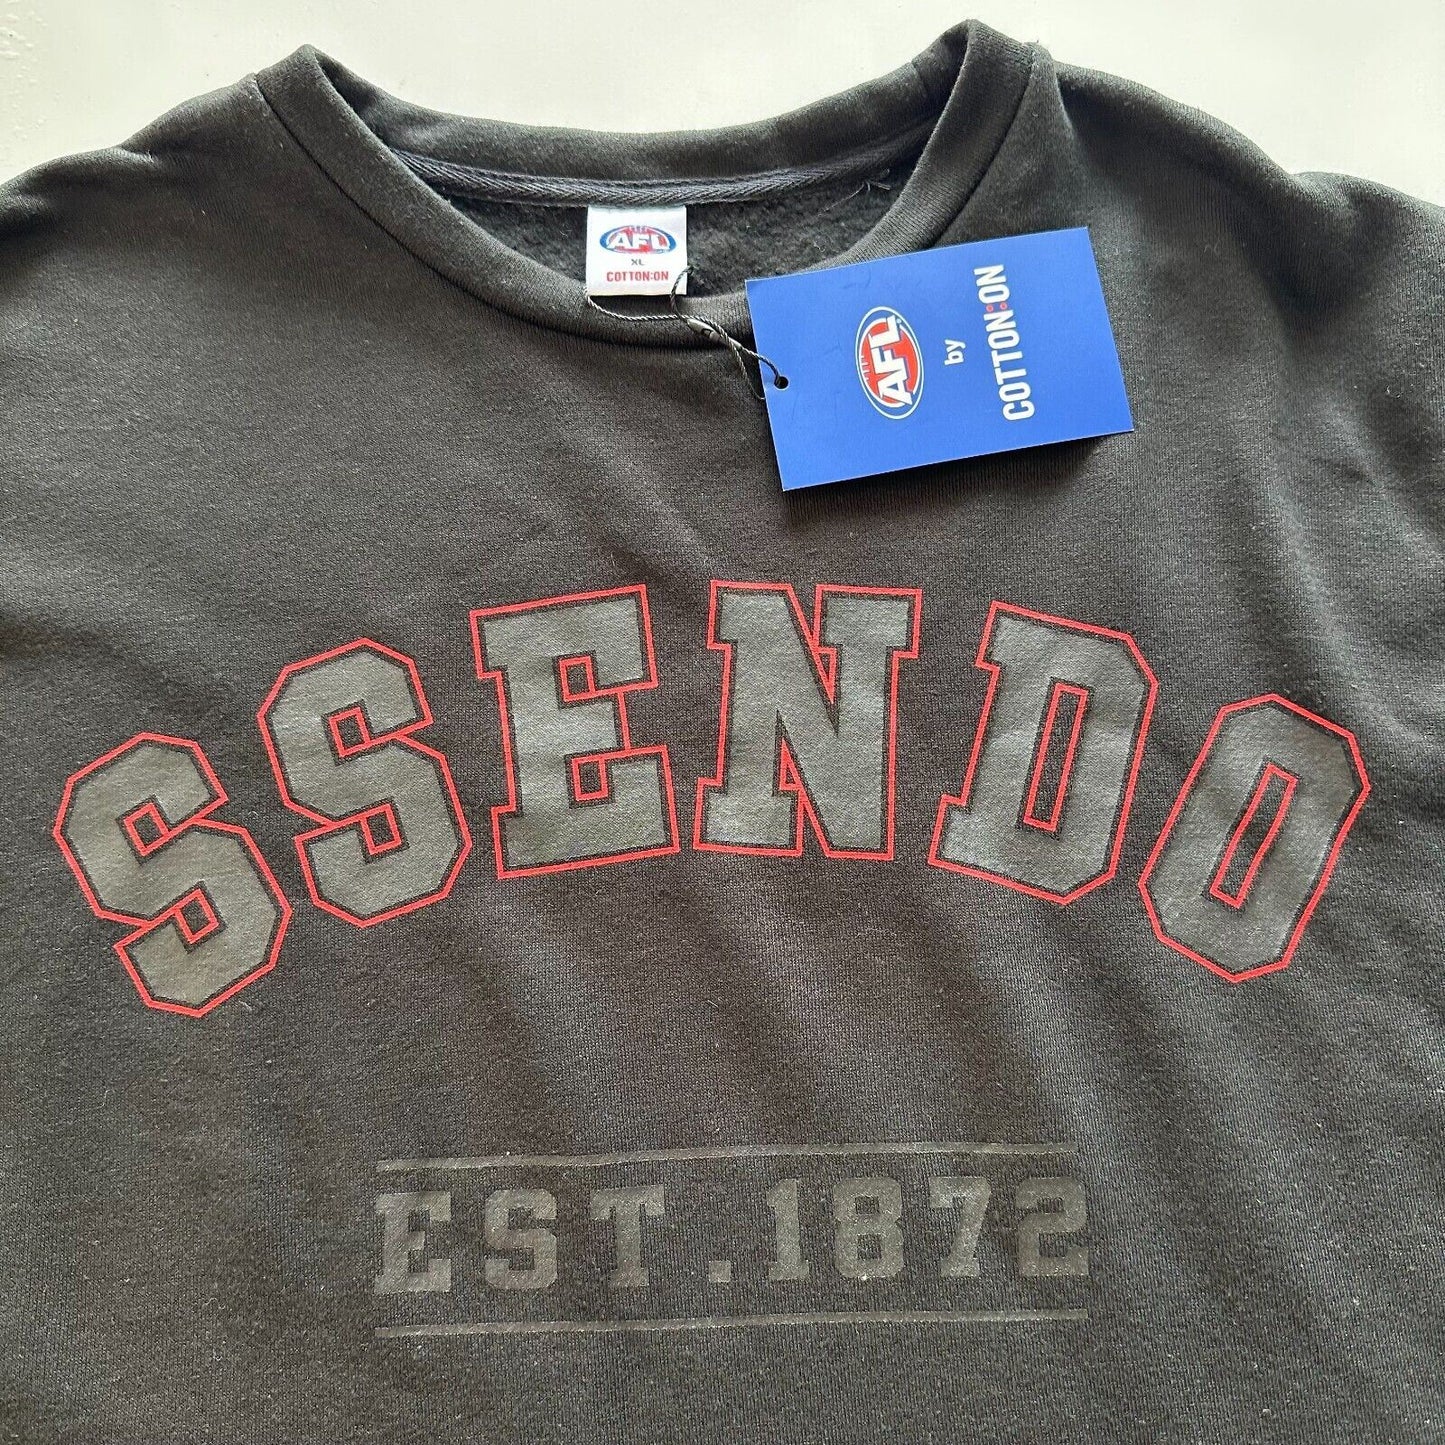 AFL
XL
COTTON:ON
AFL
by
COTTON:ON
SSENDO
EST.1872